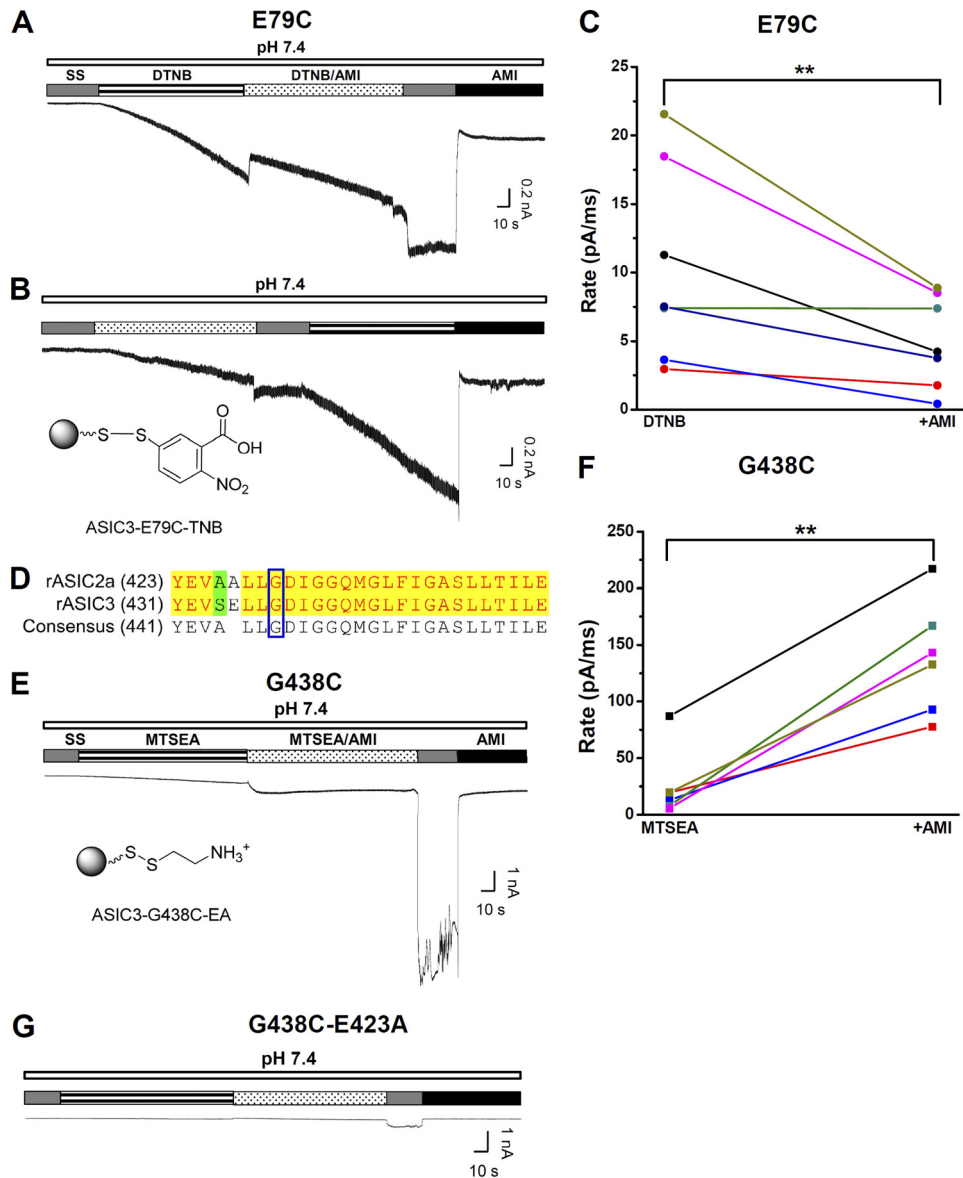 A
E79C
pH 7.4
SS DTNB DTNB/AMI AMI
0.2 nA
10 s
B
pH 7.4
S S
O
OH
NO2
ASIC3-E79C-TNB
0.2 nA
10 s
C
E79C
**
Rate (pA/ms)
25
20
15
10
5
0
DTNB +AMI
D
rASIC2a (423) YEVAALLGDIGGQMGLFIGASLLTILE
rASIC3 (431) YEVSELLGDIGGQMGLFIGASLLTILE
Consensus (441) YEVA LLGDIGGQMGLFIGASLLTILE
E
G438C
pH 7.4
SS MTSEA MTSEA/AMI AMI
S S
NH3+
ASIC3-G438C-EA
1 nA
10 s
F
G438C
**
Rate (pA/ms)
250
200
150
100
50
0
MTSEA +AMI
G
G438C-E423A
pH 7.4
1 nA
10 s